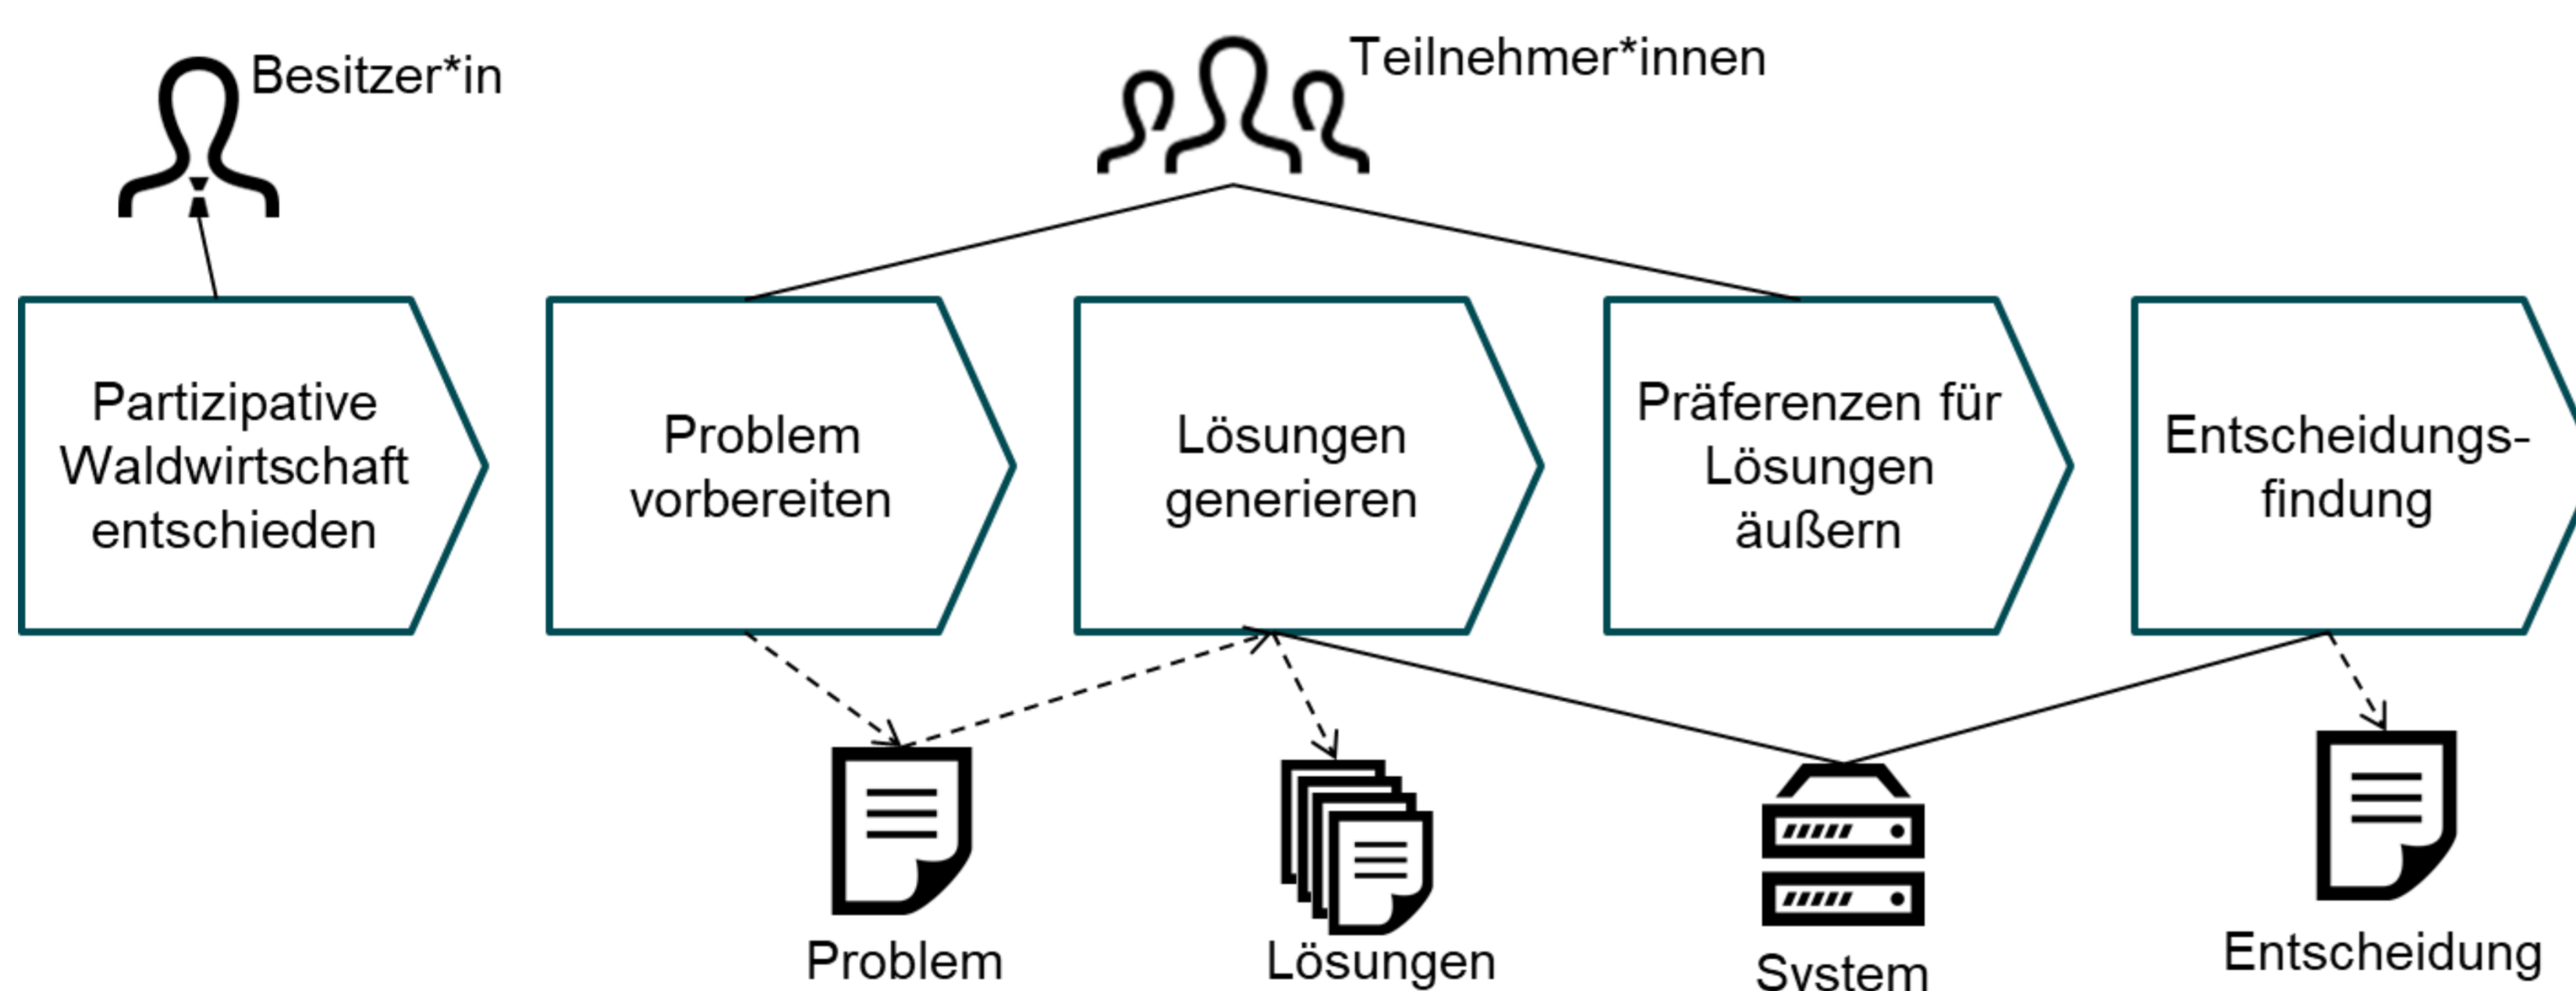 Besitzer*in
Teilnehmer*innen
Partizipative
Waldwirtschaft
entschieden
Problem
vorbereiten
Lösungen
generieren
Präferenzen für
Lösungen
äußern
Entscheidungs-
findung
Problem
Lösungen
System
Entscheidung